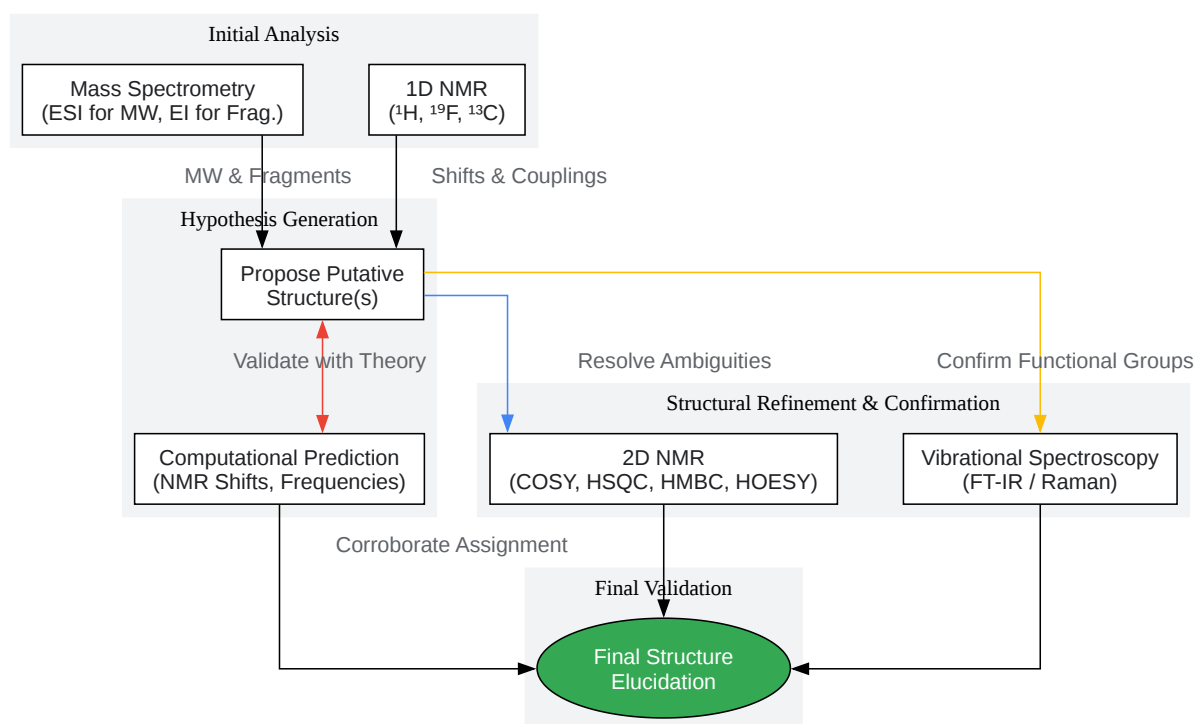 Initial Analysis
Mass Spectrometry
(ESI for MW, EI for Frag.)
1D NMR
(¹H, ¹⁹F, ¹³C)
MW & Fragments
Shifts & Couplings
Hypothesis Generation
Propose Putative
Structure(s)
Validate with Theory
Resolve Ambiguities
Confirm Functional Groups
Structural Refinement & Confirmation
Computational Prediction
(NMR Shifts, Frequencies)
2D NMR
(COSY, HSQC, HMBC, HOESY)
Vibrational Spectroscopy
(FT-IR / Raman)
Corroborate Assignment
Final Validation
Final Structure
Elucidation